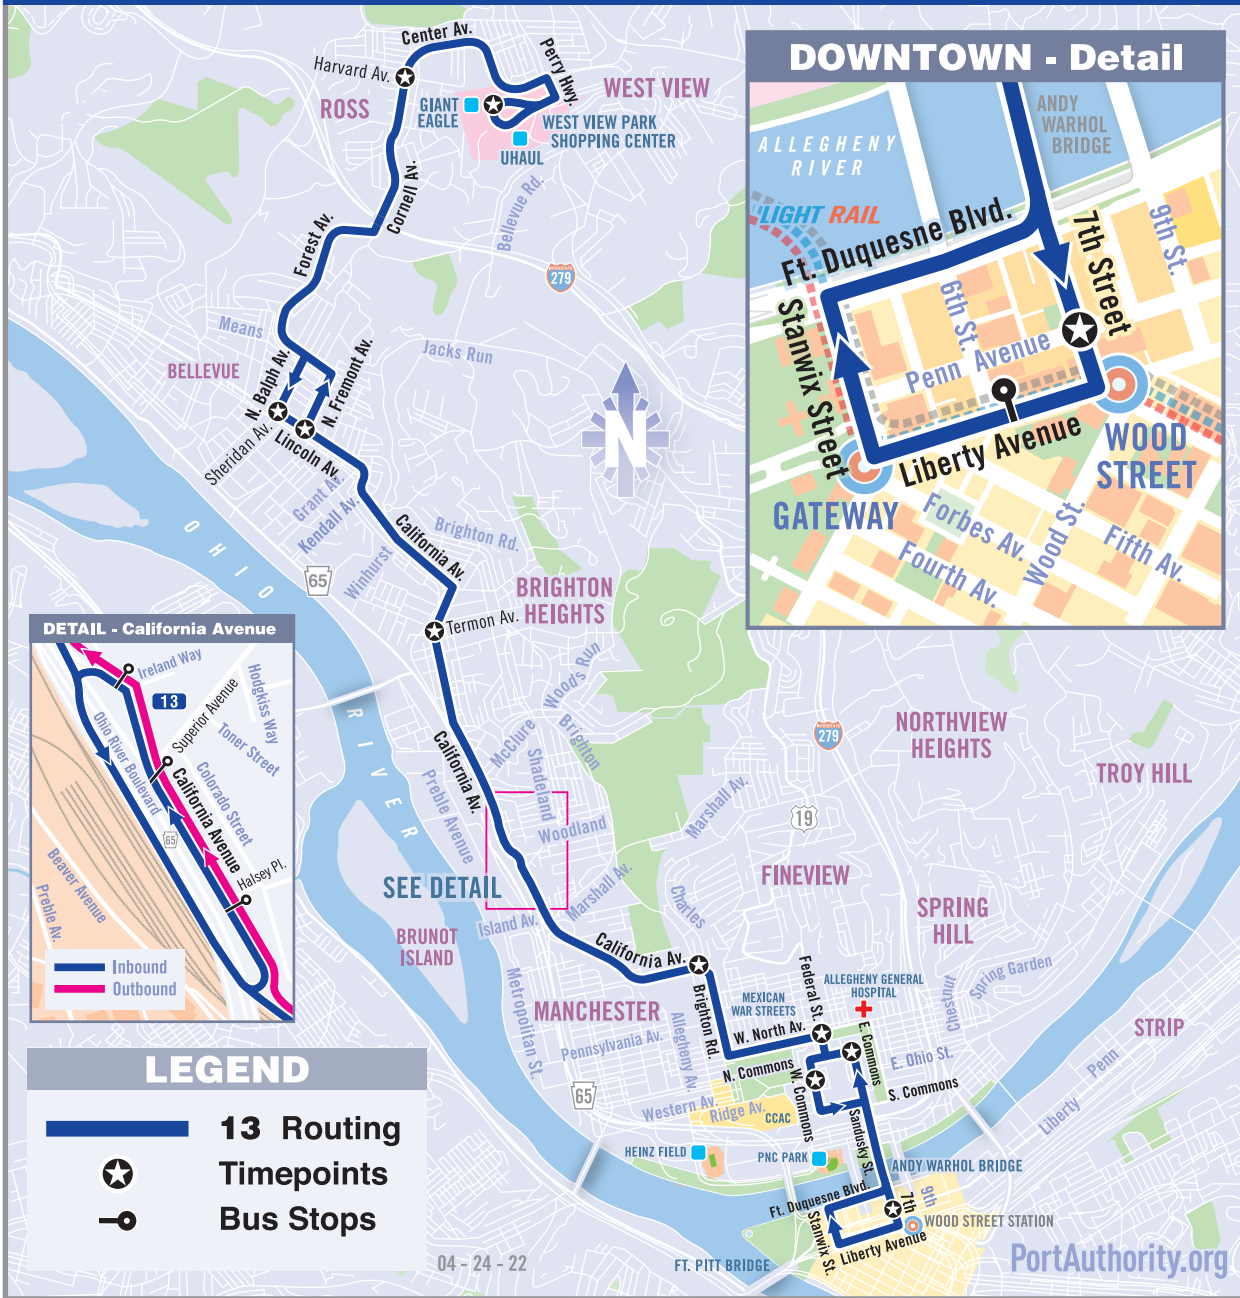 Center Av.
Harvard Av.
Perry Hwy.
ROSS
WEST VIEW
GIANT
EAGLE
WEST VIEW PARK
SHOPPING CENTER
UHAUL
Cornell Av.
Bellevue Rd.
Forest Av.
INTERSTATE
279
Means
Jacks Run
BELLEVUE
N. Balph Av.
N. Fremont Av.
Sheridan Av.
Lincoln Av.
N
Grant Av.
Kendall Av.
California Av.
Brighton Rd.
Winhurst
65
BRIGHTON
HEIGHTS
Termon Av.
OHIO
RIVER
Wood's Run
McClure
Brighton
Shadeland
California Av.
Preble Avenue
Woodland
Marshall Av.
INTERSTATE
279
19
NORTHVIEW
HEIGHTS
TROY HILL
SEE DETAIL
Marshall Av.
Charles
FINEVIEW
SPRING
HILL
BRUNOT
ISLAND
Island Av.
California Av.
Metropolitan St.
MANCHESTER
Brighton Rd.
MEXICAN
WAR STREETS
Federal St.
ALLEGHENY GENERAL
HOSPITAL
Chestnut
Spring Garden
STRIP
Pennsylvania Av.
Allegheny Av.
W. North Av.
E. Commons
E. Ohio St.
Penn
N. Commons
W. Commons
S. Commons
65
Western Av.
Ridge Av.
CCAC
Liberty
Sandusky St.
HEINZ FIELD
PNC PARK
ANDY WARHOL BRIDGE
Ft. Duquesne Blvd.
7th
9th
Stanwix St.
Liberty Avenue
WOOD STREET STATION
FT. PITT BRIDGE
04 - 24 - 22
PortAuthority.org
DOWNTOWN - Detail
ANDY
WARHOL
BRIDGE
ALLEGHENY
RIVER
LIGHT RAIL
Ft. Duquesne Blvd.
7th Street
9th St.
6th St.
Penn Avenue
Stanwix Street
Liberty Avenue
WOOD
STREET
GATEWAY
Forbes Av.
Fourth Av.
Wood St.
Fifth Av.
DETAIL - California Avenue
Ireland Way
13
Hodgkiss Way
Superior Avenue
Toner Street
Ohio River Boulevard
Colorado Street
California Avenue
65
Halsey Pl.
Beaver Avenue
Preble Av.
Inbound
Outbound
LEGEND
13 Routing
Timepoints
Bus Stops